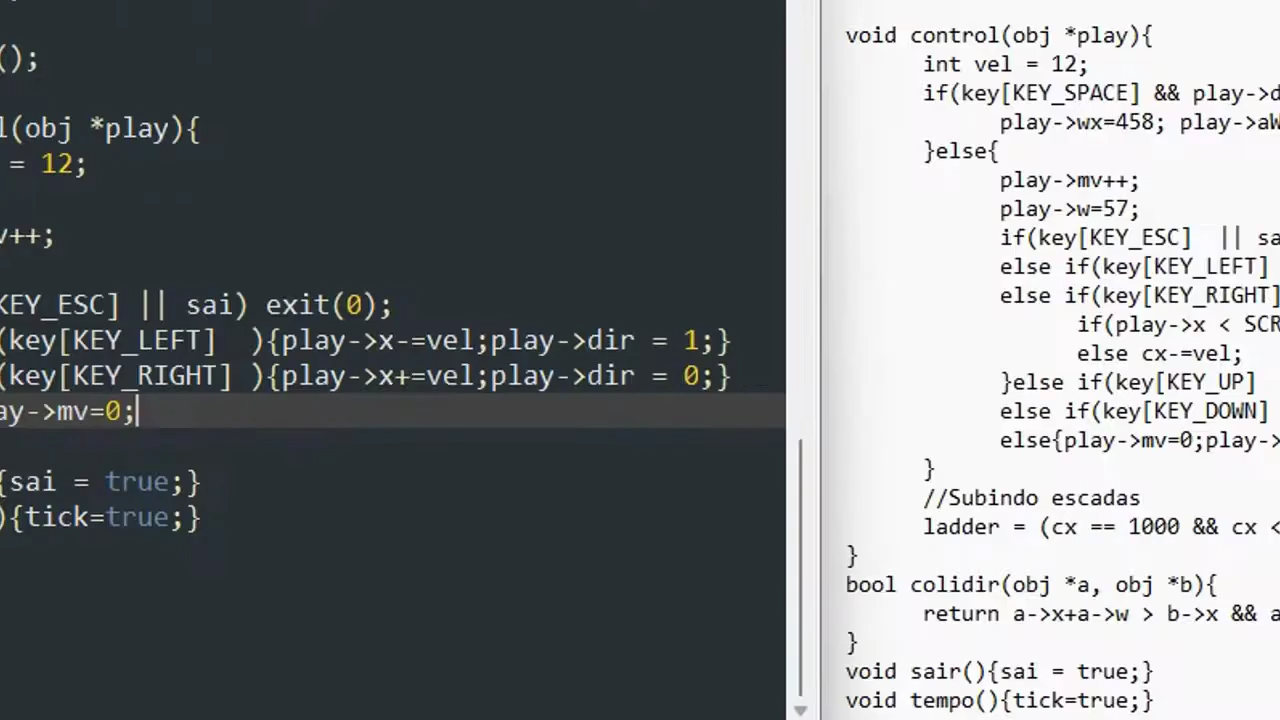 ();
l(obj *play){
= 12;
v++;
KEY_ESC] || sai) exit(0);
(key[KEY_LEFT]  ){play->x-=vel;play->dir = 1;}
(key[KEY_RIGHT] ){play->x+=vel;play->dir = 0;}
ay->mv=0;
{sai = true;}
){tick=true;}
void control(obj *play){
int vel = 12;
if(key[KEY_SPACE] && play->d
play->wx=458; play->aW
}else{
play->mv++;
play->w=57;
if(key[KEY_ESC]  || sa
else if(key[KEY_LEFT]
else if(key[KEY_RIGHT]
if(play->x < SCR
else cx-=vel;
}else if(key[KEY_UP]
else if(key[KEY_DOWN]
else{play->mv=0;play->
}
//Subindo escadas
ladder = (cx == 1000 && cx <
}
bool colidir(obj *a, obj *b){
return a->x+a->w > b->x && a
}
void sair(){sai = true;}
void tempo(){tick=true;}